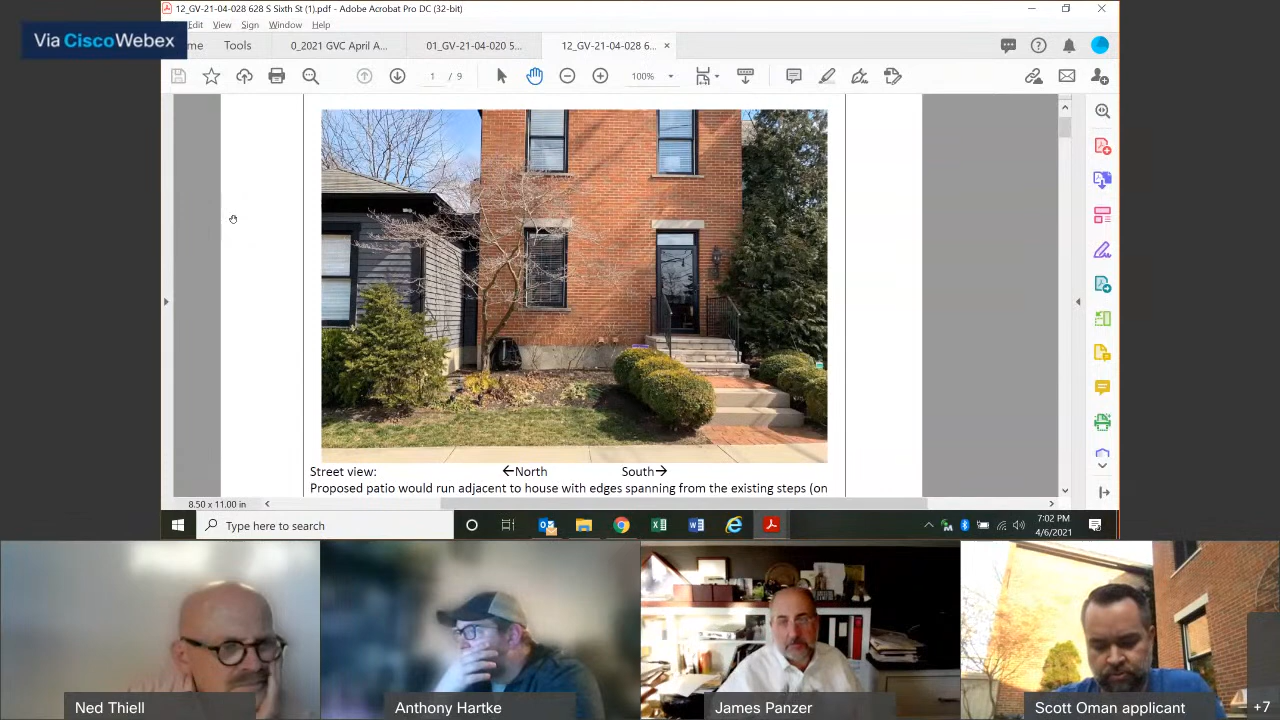 12_GV-21-04-028 628 S Sixth St (1).pdf - Adobe Acrobat Pro DC (32-bit)
Via Cisco Webex
Edit View Sign Window Help
me Tools 0_2021 GVC April A... 01_GV-21-04-020 5... 12_GV-21-04-028 6... ×
1 / 9 100%
Street view: ←North South→
Proposed patio would run adjacent to house with edges spanning from the existing steps (on
8.50 x 11.00 in
Type here to search
7:02 PM
4/6/2021
Ned Thiell
Anthony Hartke
James Panzer
Scott Oman applicant
+7